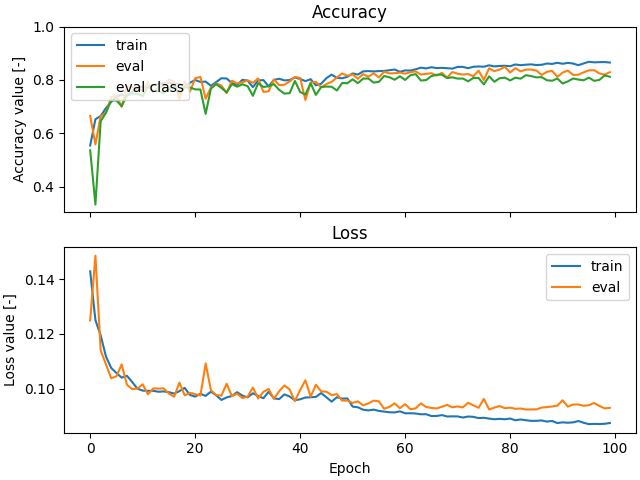 Accuracy
1.0
0.8
0.6
0.4
Accuracy value [-]
train
eval
eval class
Loss
0.14
0.12
0.10
Loss value [-]
train
eval
0 20 40 60 80 100
Epoch